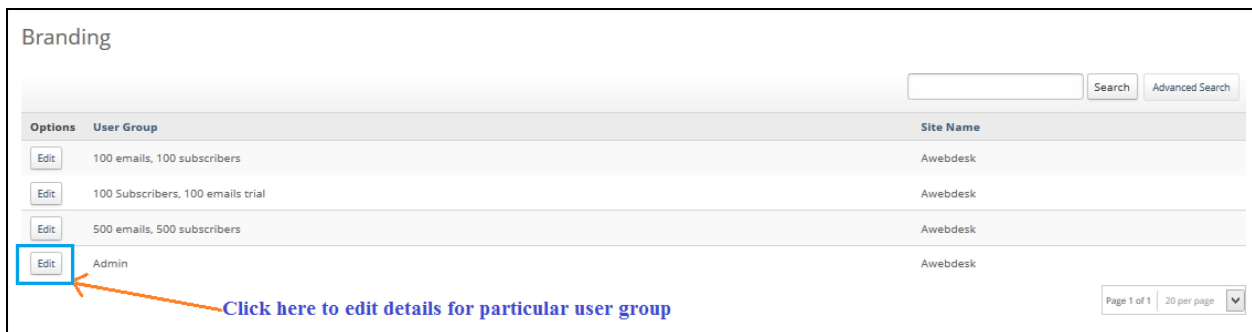 Branding
Search Advanced Search
Options User Group Site Name
Edit 100 emails, 100 subscribers Awebdesk
Edit 100 Subscribers, 100 emails trial Awebdesk
Edit 500 emails, 500 subscribers Awebdesk
Edit Admin Awebdesk
Click here to edit details for particular user group
Page 1 of 1 20 per page